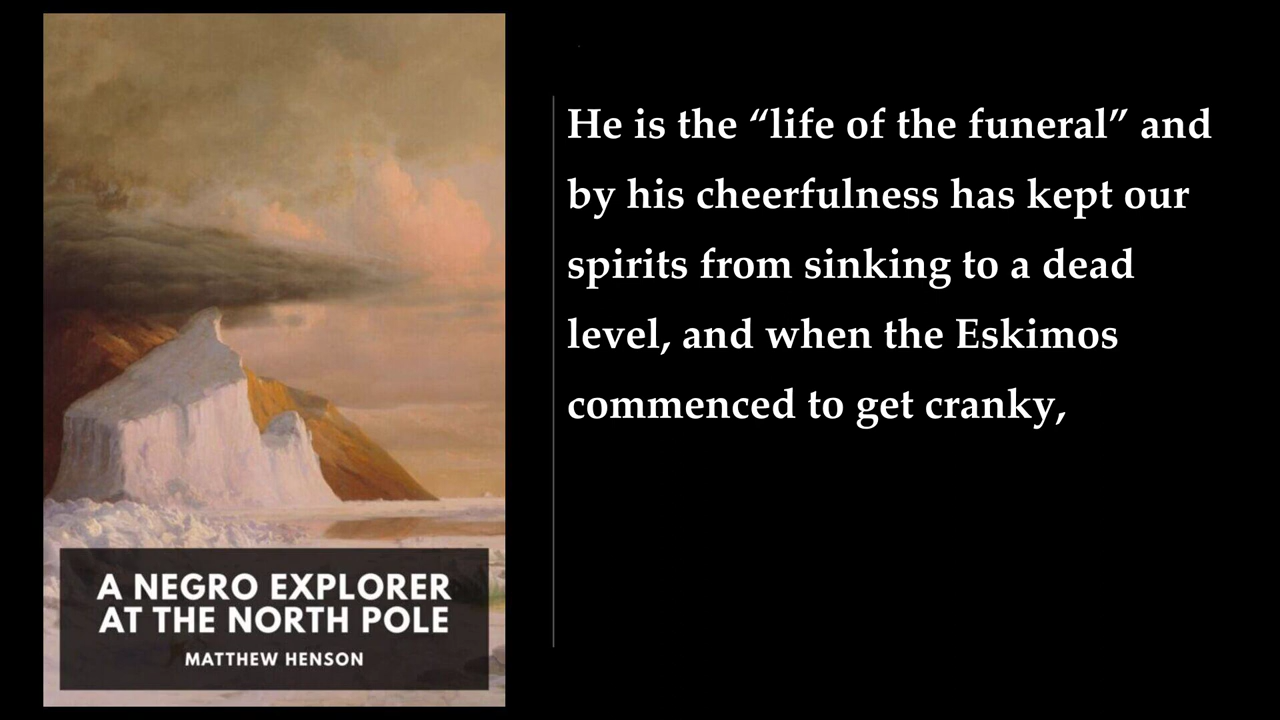 He is the “life of the funeral” and
by his cheerfulness has kept our
spirits from sinking to a dead
level, and when the Eskimos
commenced to get cranky,
A NEGRO EXPLORER
AT THE NORTH POLE
MATTHEW HENSON